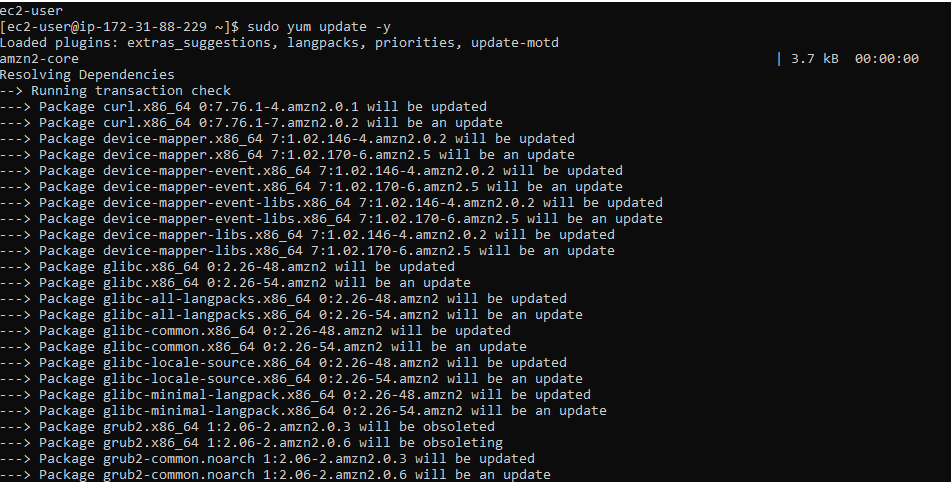 ec2-user
[ec2-user@ip-172-31-88-229 ~]$ sudo yum update -y
Loaded plugins: extras_suggestions, langpacks, priorities, update-motd
amzn2-core | 3.7 kB 00:00:00
Resolving Dependencies
--> Running transaction check
---> Package curl.x86_64 0:7.76.1-4.amzn2.0.1 will be updated
---> Package curl.x86_64 0:7.76.1-7.amzn2.0.2 will be an update
---> Package device-mapper.x86_64 7:1.02.146-4.amzn2.0.2 will be updated
---> Package device-mapper.x86_64 7:1.02.170-6.amzn2.5 will be an update
---> Package device-mapper-event.x86_64 7:1.02.146-4.amzn2.0.2 will be updated
---> Package device-mapper-event.x86_64 7:1.02.170-6.amzn2.5 will be an update
---> Package device-mapper-event-libs.x86_64 7:1.02.146-4.amzn2.0.2 will be updated
---> Package device-mapper-event-libs.x86_64 7:1.02.170-6.amzn2.5 will be an update
---> Package device-mapper-libs.x86_64 7:1.02.146-4.amzn2.0.2 will be updated
---> Package device-mapper-libs.x86_64 7:1.02.170-6.amzn2.5 will be an update
---> Package glibc.x86_64 0:2.26-48.amzn2 will be updated
---> Package glibc.x86_64 0:2.26-54.amzn2 will be an update
---> Package glibc-all-langpacks.x86_64 0:2.26-48.amzn2 will be updated
---> Package glibc-all-langpacks.x86_64 0:2.26-54.amzn2 will be an update
---> Package glibc-common.x86_64 0:2.26-48.amzn2 will be updated
---> Package glibc-common.x86_64 0:2.26-54.amzn2 will be an update
---> Package glibc-locale-source.x86_64 0:2.26-48.amzn2 will be updated
---> Package glibc-locale-source.x86_64 0:2.26-54.amzn2 will be an update
---> Package glibc-minimal-langpack.x86_64 0:2.26-48.amzn2 will be updated
---> Package glibc-minimal-langpack.x86_64 0:2.26-54.amzn2 will be an update
---> Package grub2.x86_64 1:2.06-2.amzn2.0.3 will be obsoleted
---> Package grub2.x86_64 1:2.06-2.amzn2.0.6 will be obsoleting
---> Package grub2-common.noarch 1:2.06-2.amzn2.0.3 will be updated
---> Package grub2-common.noarch 1:2.06-2.amzn2.0.6 will be an update